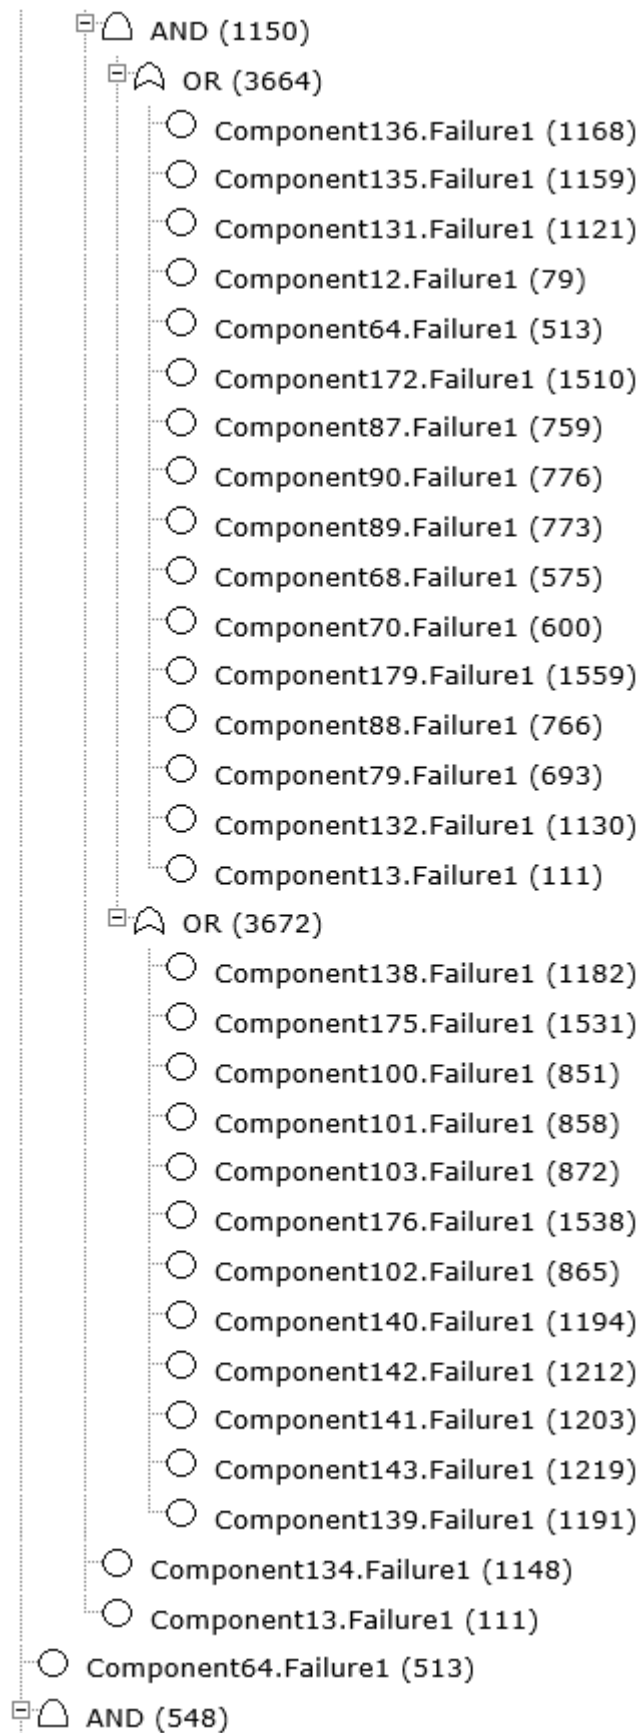 AND (1150)
OR (3664)
Component136.Failure1 (1168)
Component135.Failure1 (1159)
Component131.Failure1 (1121)
Component12.Failure1 (79)
Component64.Failure1 (513)
Component172.Failure1 (1510)
Component87.Failure1 (759)
Component90.Failure1 (776)
Component89.Failure1 (773)
Component68.Failure1 (575)
Component70.Failure1 (600)
Component179.Failure1 (1559)
Component88.Failure1 (766)
Component79.Failure1 (693)
Component132.Failure1 (1130)
Component13.Failure1 (111)
OR (3672)
Component138.Failure1 (1182)
Component175.Failure1 (1531)
Component100.Failure1 (851)
Component101.Failure1 (858)
Component103.Failure1 (872)
Component176.Failure1 (1538)
Component102.Failure1 (865)
Component140.Failure1 (1194)
Component142.Failure1 (1212)
Component141.Failure1 (1203)
Component143.Failure1 (1219)
Component139.Failure1 (1191)
Component134.Failure1 (1148)
Component13.Failure1 (111)
Component64.Failure1 (513)
AND (548)